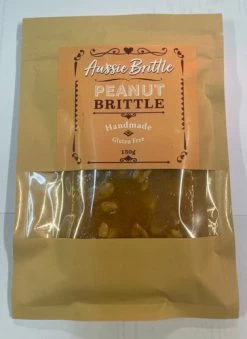 Aussie Brittle
PEANUT
BRITTLE
Handmade
Gluten Free
150g